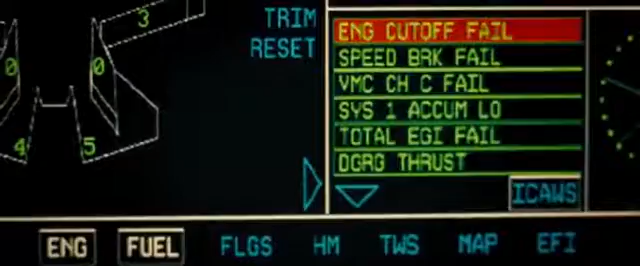 3
TRIM
RESET
0
0
4
5
ENG CUTOFF FAIL
SPEED BRK FAIL
VMC CH C FAIL
SYS 1 ACCUM LO
TOTAL EGI FAIL
DGRG THRUST
ICAWS
ENG
FUEL
FLGS
HM
TWS
MAP
EFI